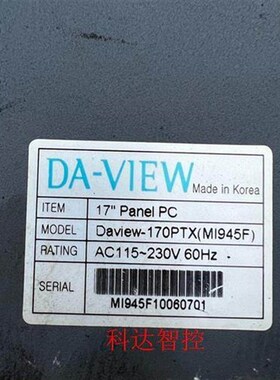 DA-VIEW Made in Korea
ITEM 17" Panel PC
MODEL Daview-170PTX(MI945F)
RATING AC115~230V 60Hz
SERIAL
MI945F10060701
科达智控